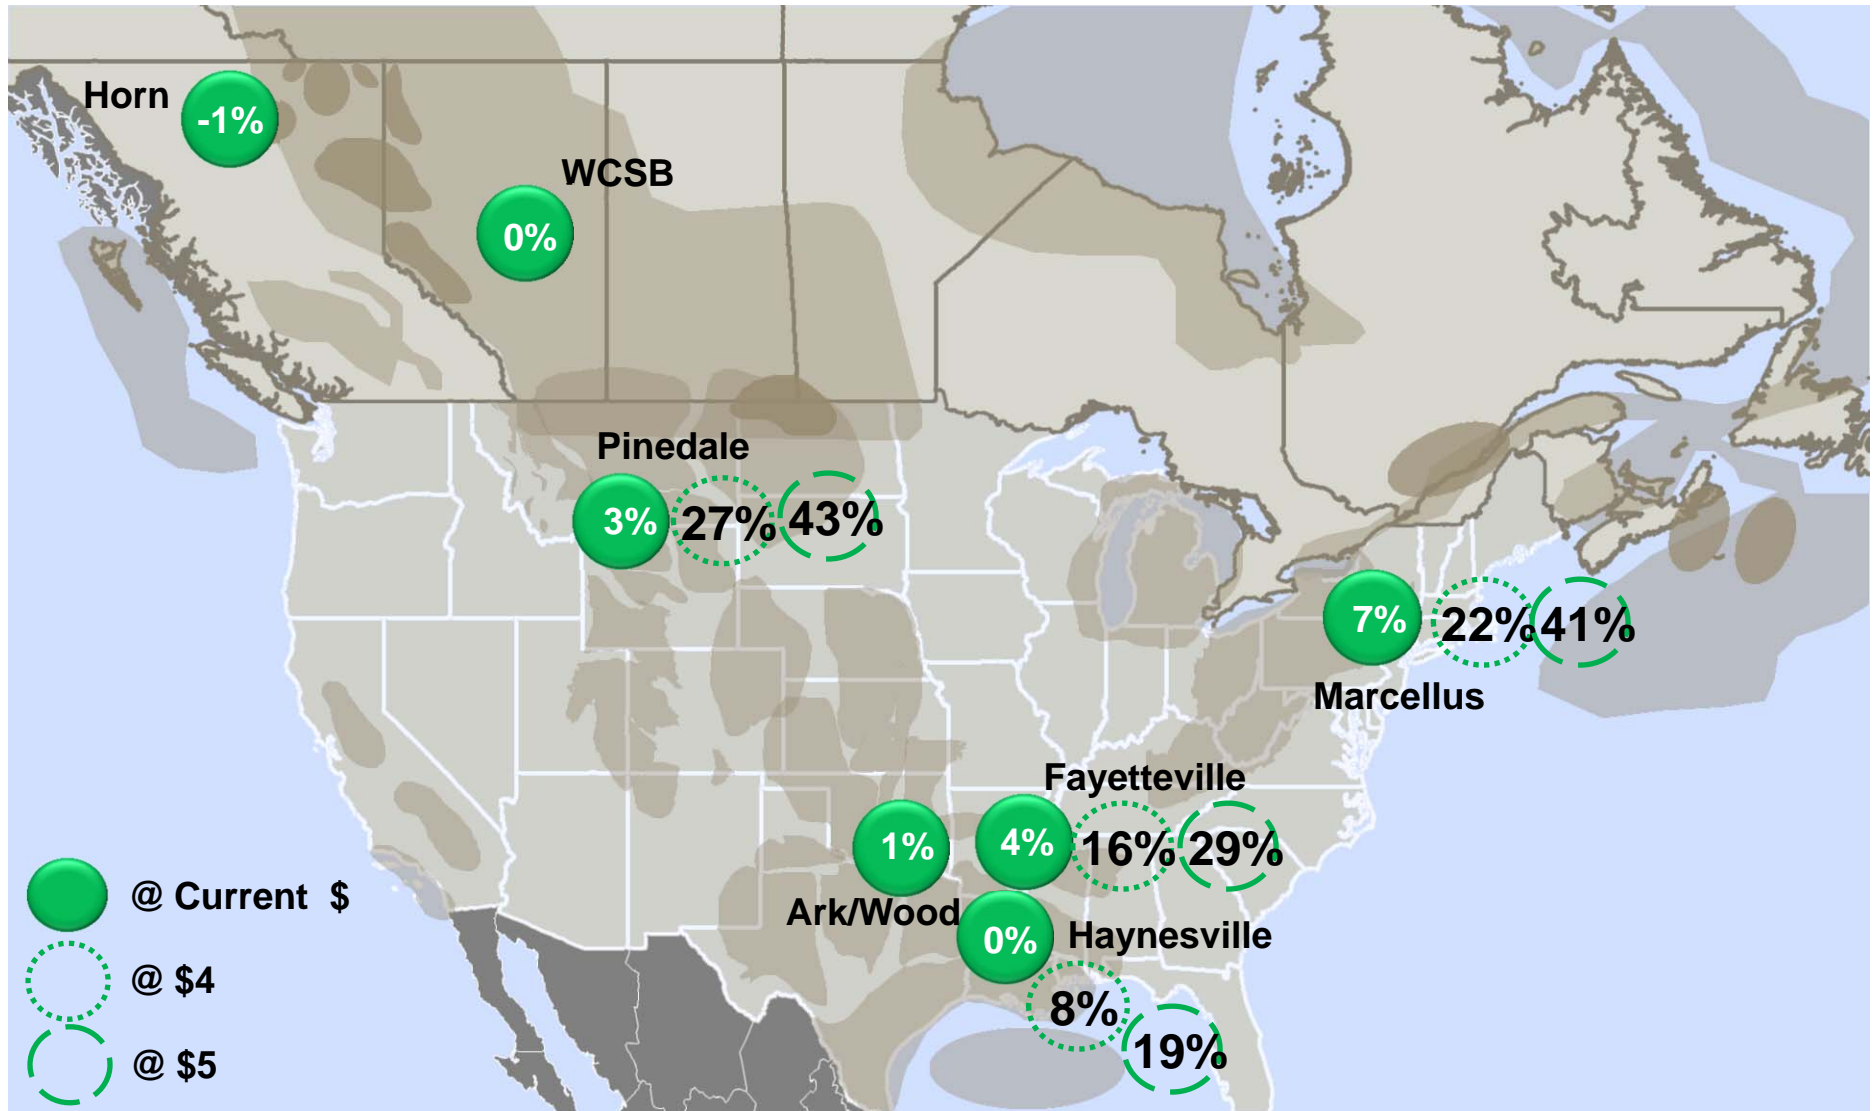 Horn
-1%
WCSB
0%
Pinedale
3% 27% 43%
7% 22% 41%
Marcellus
Fayetteville
1% 4% 16% 29%
Ark/Wood
0% Haynesville
8%
19%
@ Current $
@ $4
@ $5